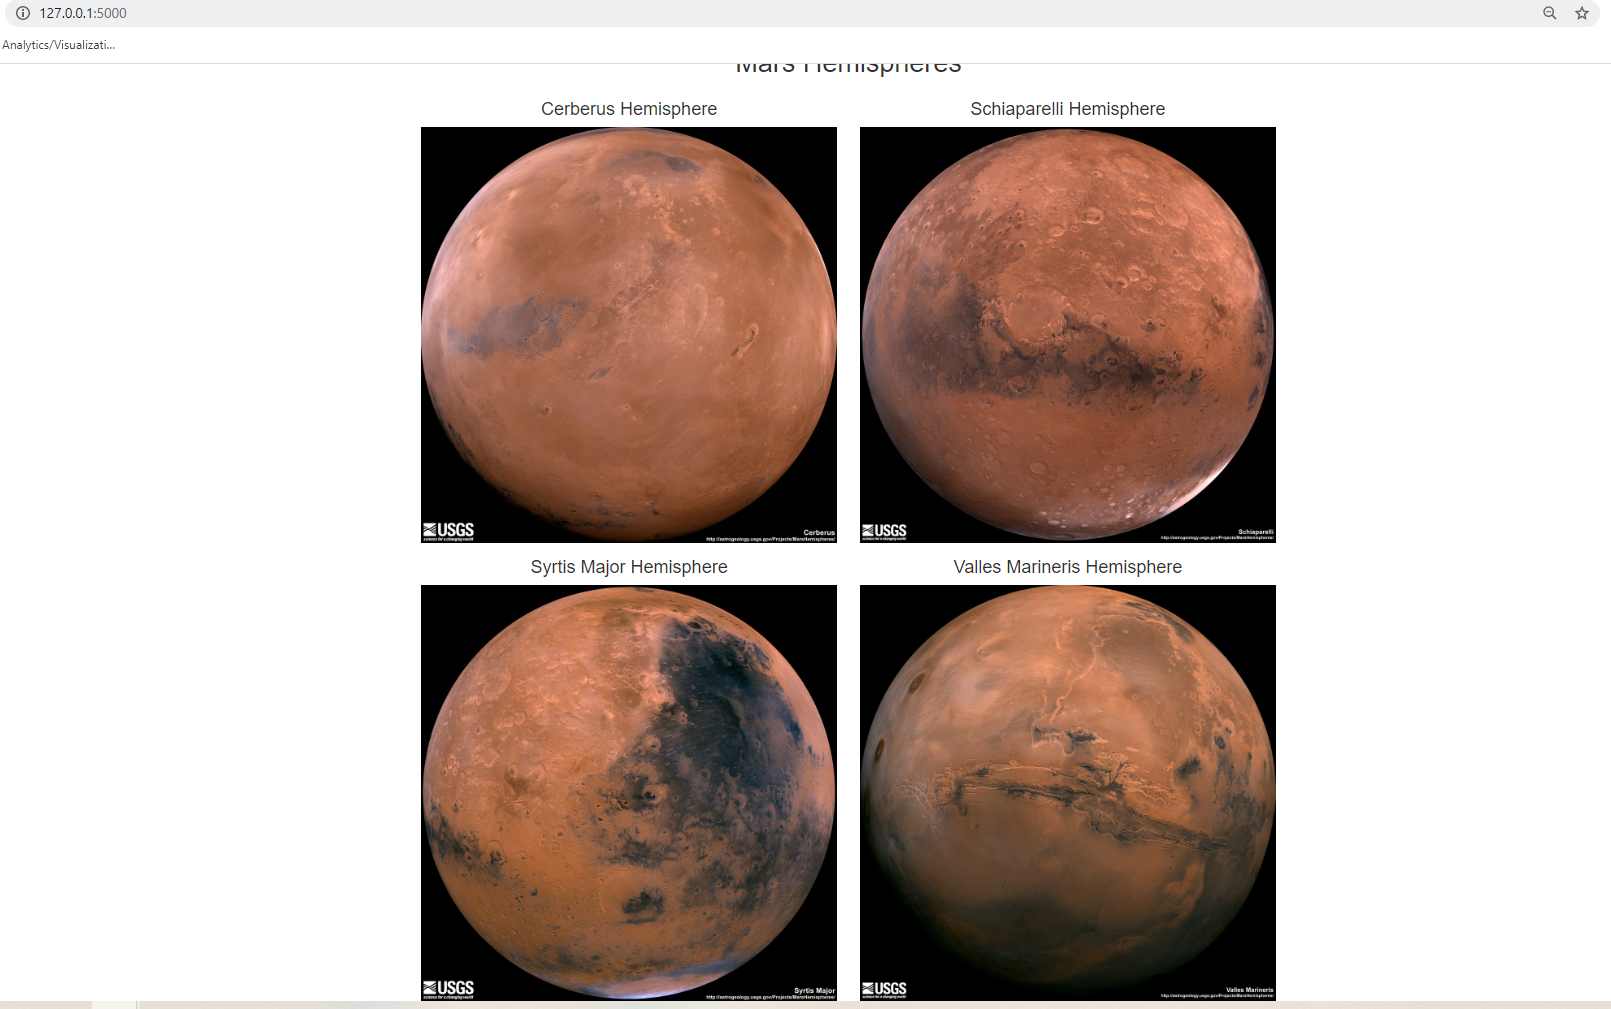 127.0.0.1:5000
Analytics/Visualizati...
Mars Hemispheres
Cerberus Hemisphere
Schiaparelli Hemisphere
USGS
science for a changing world
Cerberus
http://astrogeology.usgs.gov/Projects/MarsHemispheres/
USGS
science for a changing world
Schiaparelli
http://astrogeology.usgs.gov/Projects/MarsHemispheres/
Syrtis Major Hemisphere
Valles Marineris Hemisphere
USGS
science for a changing world
Syrtis Major
http://astrogeology.usgs.gov/Projects/MarsHemispheres/
USGS
science for a changing world
Valles Marineris
http://astrogeology.usgs.gov/Projects/MarsHemispheres/